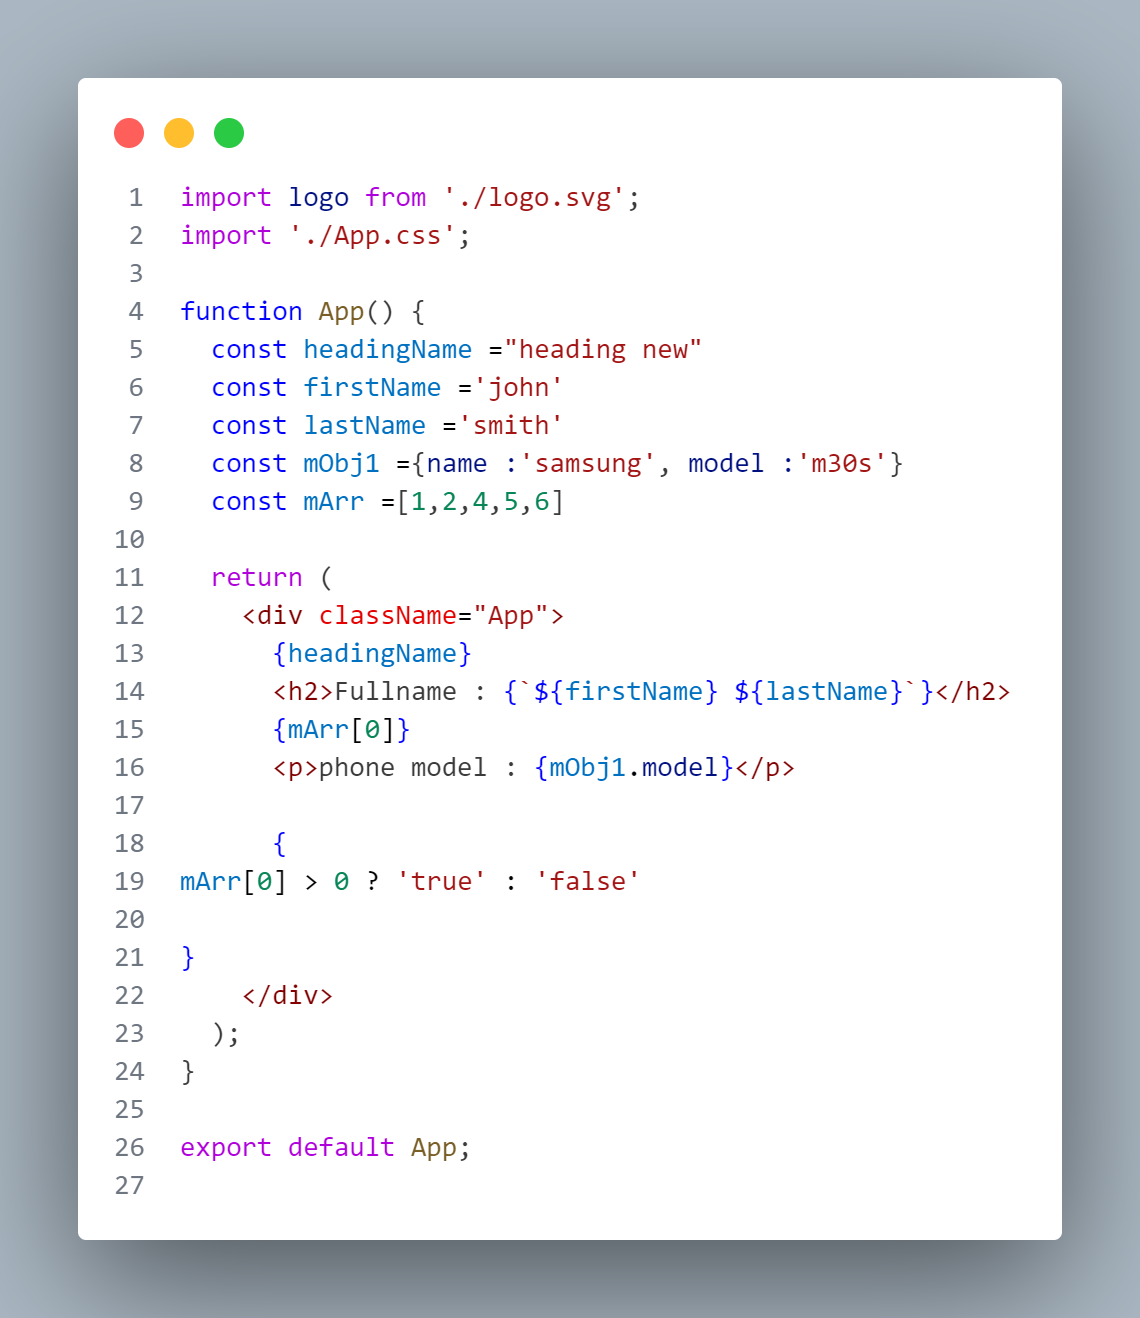 1 import logo from './logo.svg';
2 import './App.css';
3
4 function App() {
5   const headingName ="heading new"
6   const firstName ='john'
7   const lastName ='smith'
8   const mObj1 ={name :'samsung', model :'m30s'}
9   const mArr =[1,2,4,5,6]
10
11   return (
12     <div className="App">
13       {headingName}
14       <h2>Fullname : {`${firstName} ${lastName}`}</h2>
15       {mArr[0]}
16       <p>phone model : {mObj1.model}</p>
17
18       {
19 mArr[0] > 0 ? 'true' : 'false'
20
21 }
22     </div>
23   );
24 }
25
26 export default App;
27